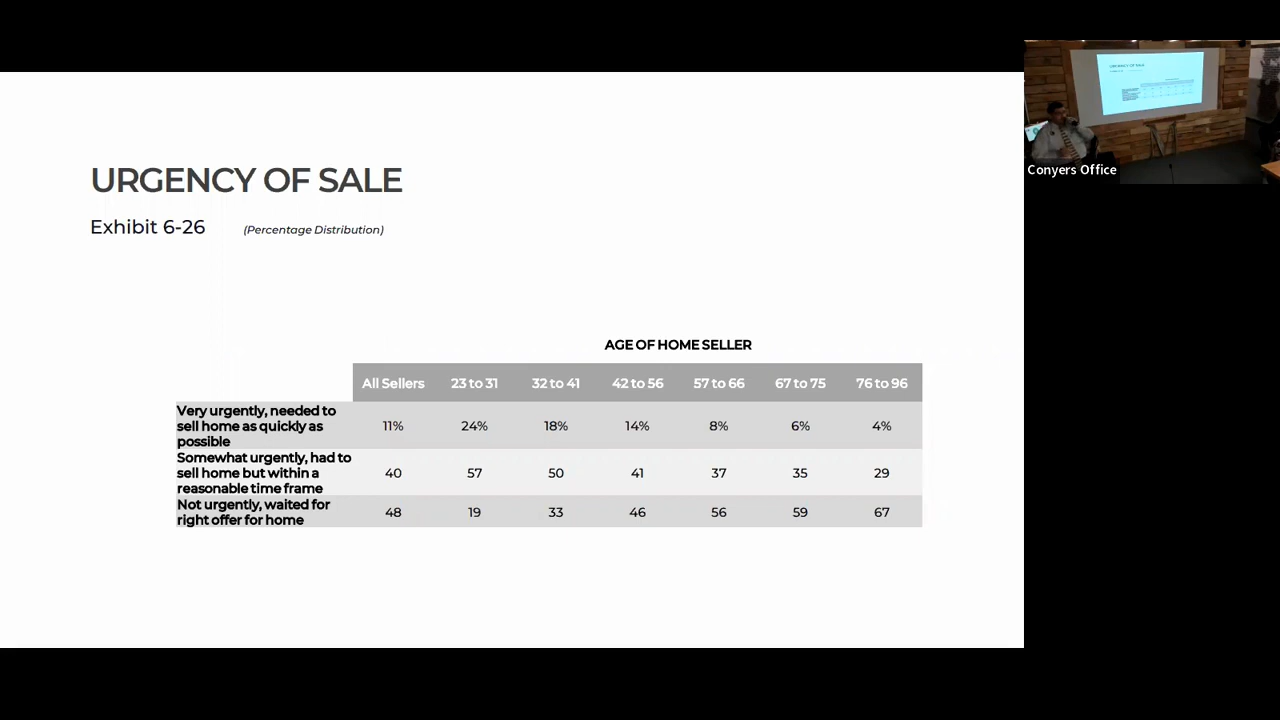 URGENCY OF SALE
Exhibit 6-26 (Percentage Distribution)
AGE OF HOME SELLER
All Sellers 23 to 31 32 to 41 42 to 56 57 to 66 67 to 75 76 to 96
Very urgently, needed to
sell home as quickly as
possible
11% 24% 18% 14% 8% 6% 4%
Somewhat urgently, had to
sell home but within a
reasonable time frame
40 57 50 41 37 35 29
Not urgently, waited for
right offer for home
48 19 33 46 56 59 67
URGENCY OF SALE
Conyers Office